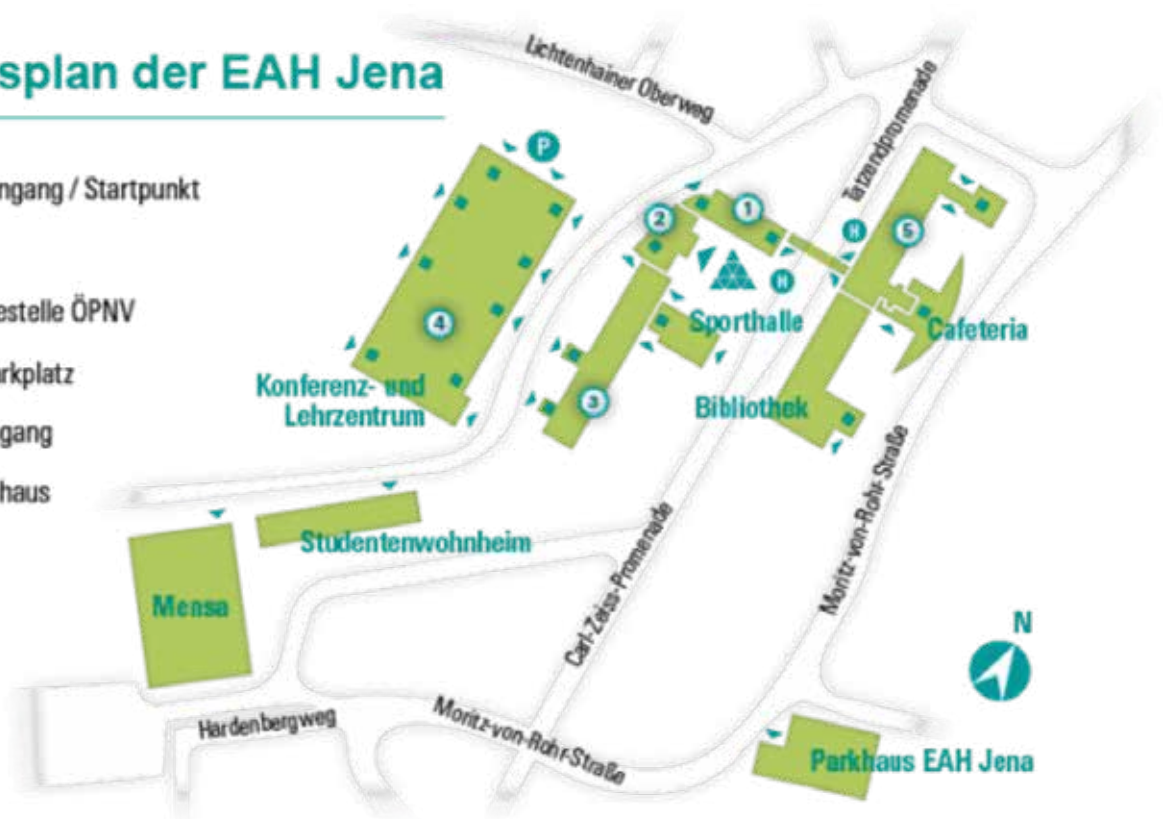 splan der EAH Jena
ngang / Startpunkt
estelle ÖPNV
rkplatz
gang
haus
Lichtenhainer Oberweg
Tatzendpromenade
P
1
2
H
5
H
4
Sporthalle
Cafeteria
Konferenz- und
Lehrzentrum
3
Bibliothek
Studentenwohnheim
Mensa
Carl-Zeiss-Promenade
Moritz-von-Rohr-Straße
N
Hardenbergweg
Moritz-von-Rohr-Straße
Parkhaus EAH Jena